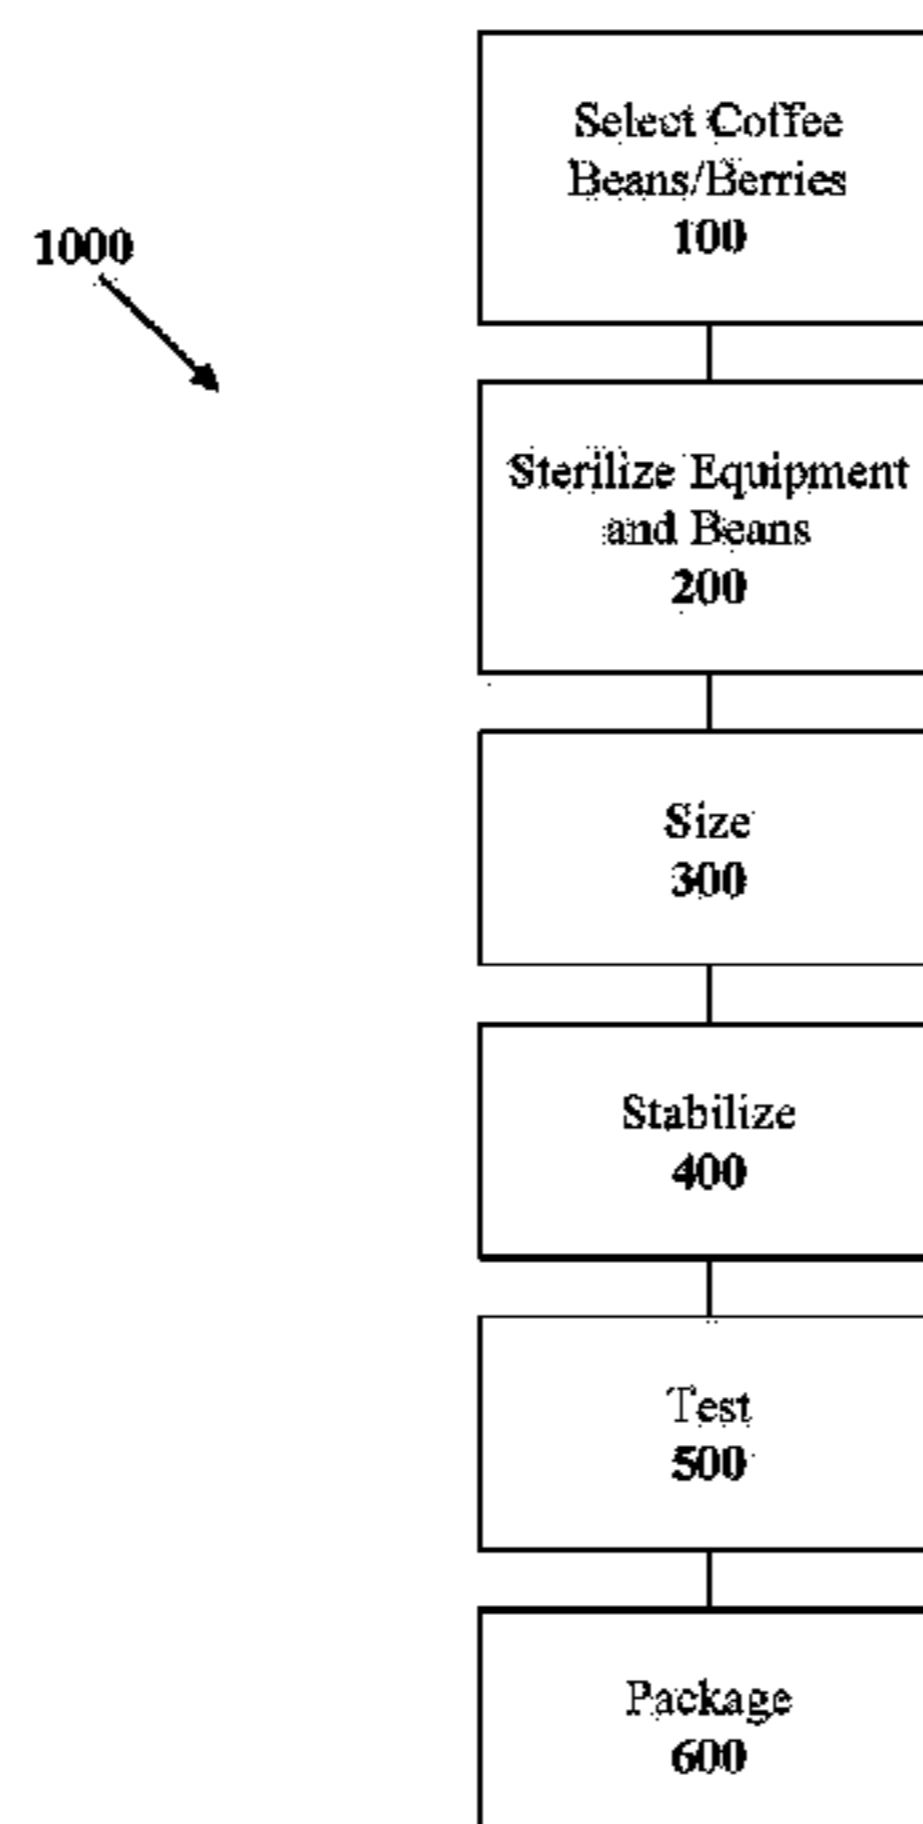 Select Coffee
Beans/Berries
100
1000
Sterilize Equipment
and Beans
200
Size
300
Stabilize
400
Test
500
Package
600